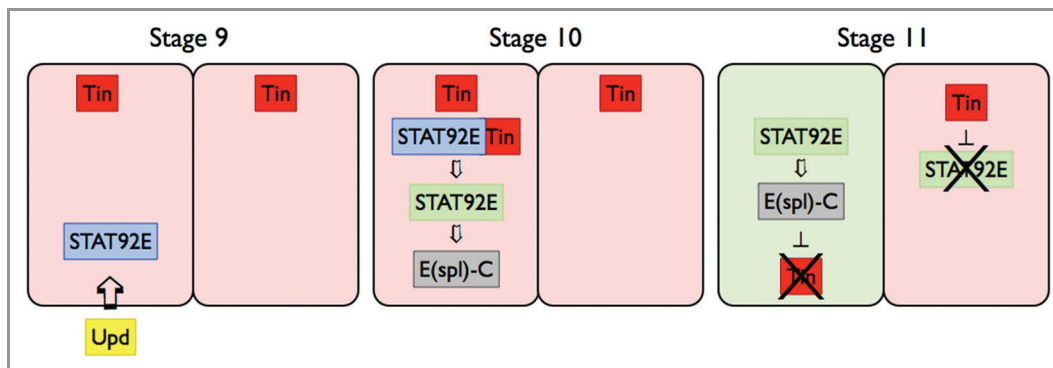 Stage 9
Stage 10
Stage 11
Tin
Tin
STAT92E
Upd
Tin
Tin
STAT92E Tin
STAT92E
E(spl)-C
STAT92E
E(spl)-C
Tin
Tin
STAT92E